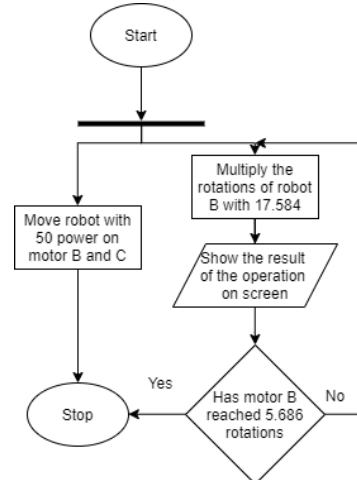 Start
Move robot with
50 power on
motor B and C
Multiply the
rotations of robot
B with 17.584
Show the result
of the operation
on screen
Has motor B
reached 5.686
rotations
Yes
No
Stop